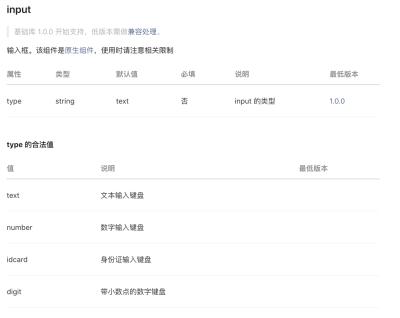 input
基础库 1.0.0 开始支持，低版本需做兼容处理。
输入框。该组件是原生组件，使用时请注意相关限制
属性 类型 默认值 必填 说明 最低版本
type string text 否 input 的类型 1.0.0
type 的合法值
值 说明 最低版本
text 文本输入键盘
number 数字输入键盘
idcard 身份证输入键盘
digit 带小数点的数字键盘